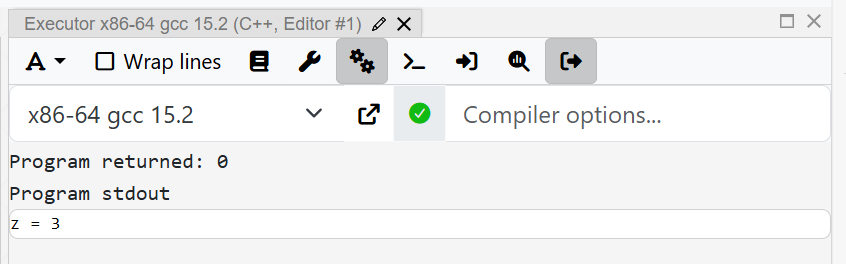 Executor x86-64 gcc 15.2 (C++, Editor #1)
A Wrap lines
x86-64 gcc 15.2 Compiler options...
Program returned: 0
Program stdout
z = 3